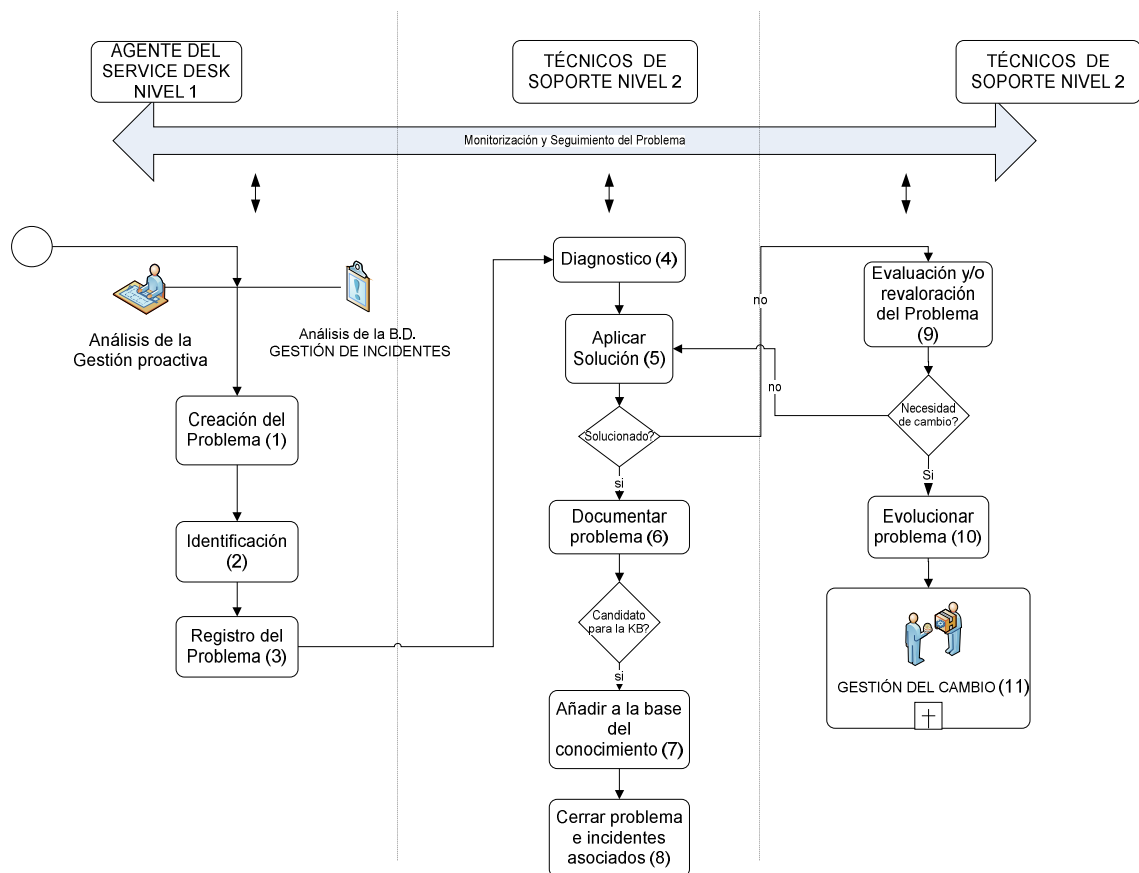 AGENTE DEL
SERVICE DESK
NIVEL 1
TÉCNICOS DE
SOPORTE NIVEL 2
TÉCNICOS DE
SOPORTE NIVEL 2
Monitorización y Seguimiento del Problema
Análisis de la
Gestión proactiva
Análisis de la B.D.
GESTIÓN DE INCIDENTES
Creación del
Problema (1)
Identificación
(2)
Registro del
Problema (3)
Diagnostico (4)
Aplicar
Solución (5)
Solucionado?
no
si
Documentar
problema (6)
Candidato
para la KB?
si
Añadir a la base
del
conocimiento (7)
Cerrar problema
e incidentes
asociados (8)
Evaluación y/o
revaloración
del Problema
(9)
Necesidad
de cambio?
no
Si
Evolucionar
problema (10)
GESTIÓN DEL CAMBIO (11)